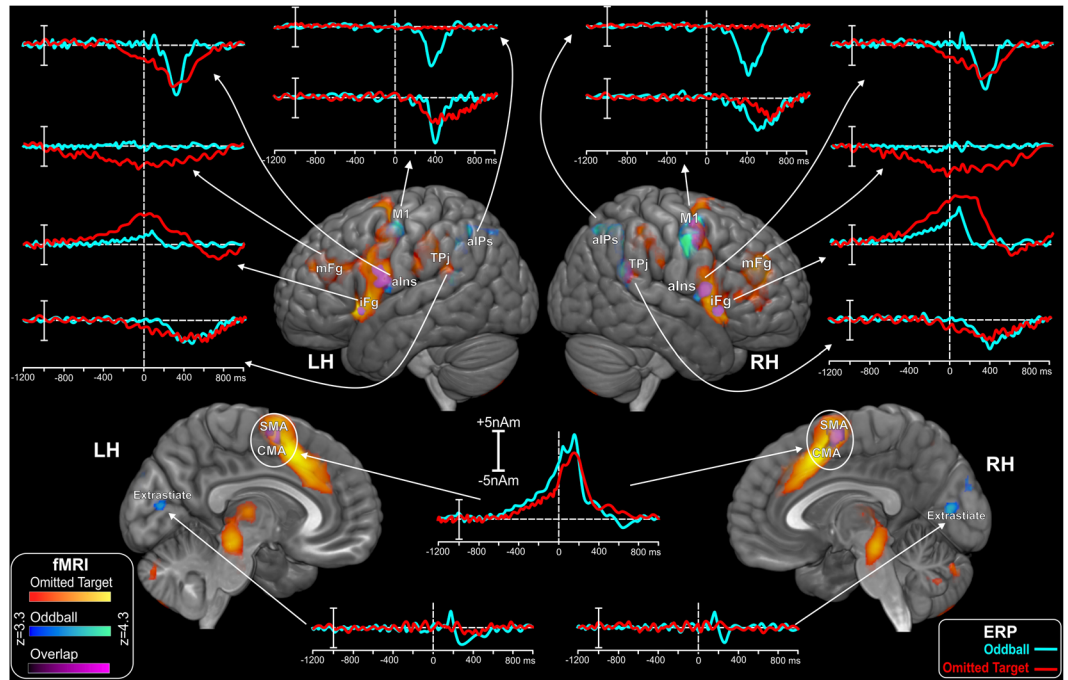 -1200 -800 -400 0 400 800 ms
-1200 -800 -400 0 400 800 ms
M1
aIPs
TPj
mFg
aIns
iFg
LH
M1
aIPs
TPj
mFg
aIns
iFg
RH
-1200 -800 -400 0 400 800 ms
-1200 -800 -400 0 400 800 ms
LH
SMA
CMA
Extrastiate
+5nAm
-5nAm
-1200 -800 -400 0 400 800 ms
SMA
CMA
RH
Extrastiate
fMRI
Omitted Target
Oddball
Overlap
z=3.3
z=4.3
-1200 -800 -400 0 400 800 ms
-1200 -800 -400 0 400 800 ms
ERP
Oddball
Omitted Target